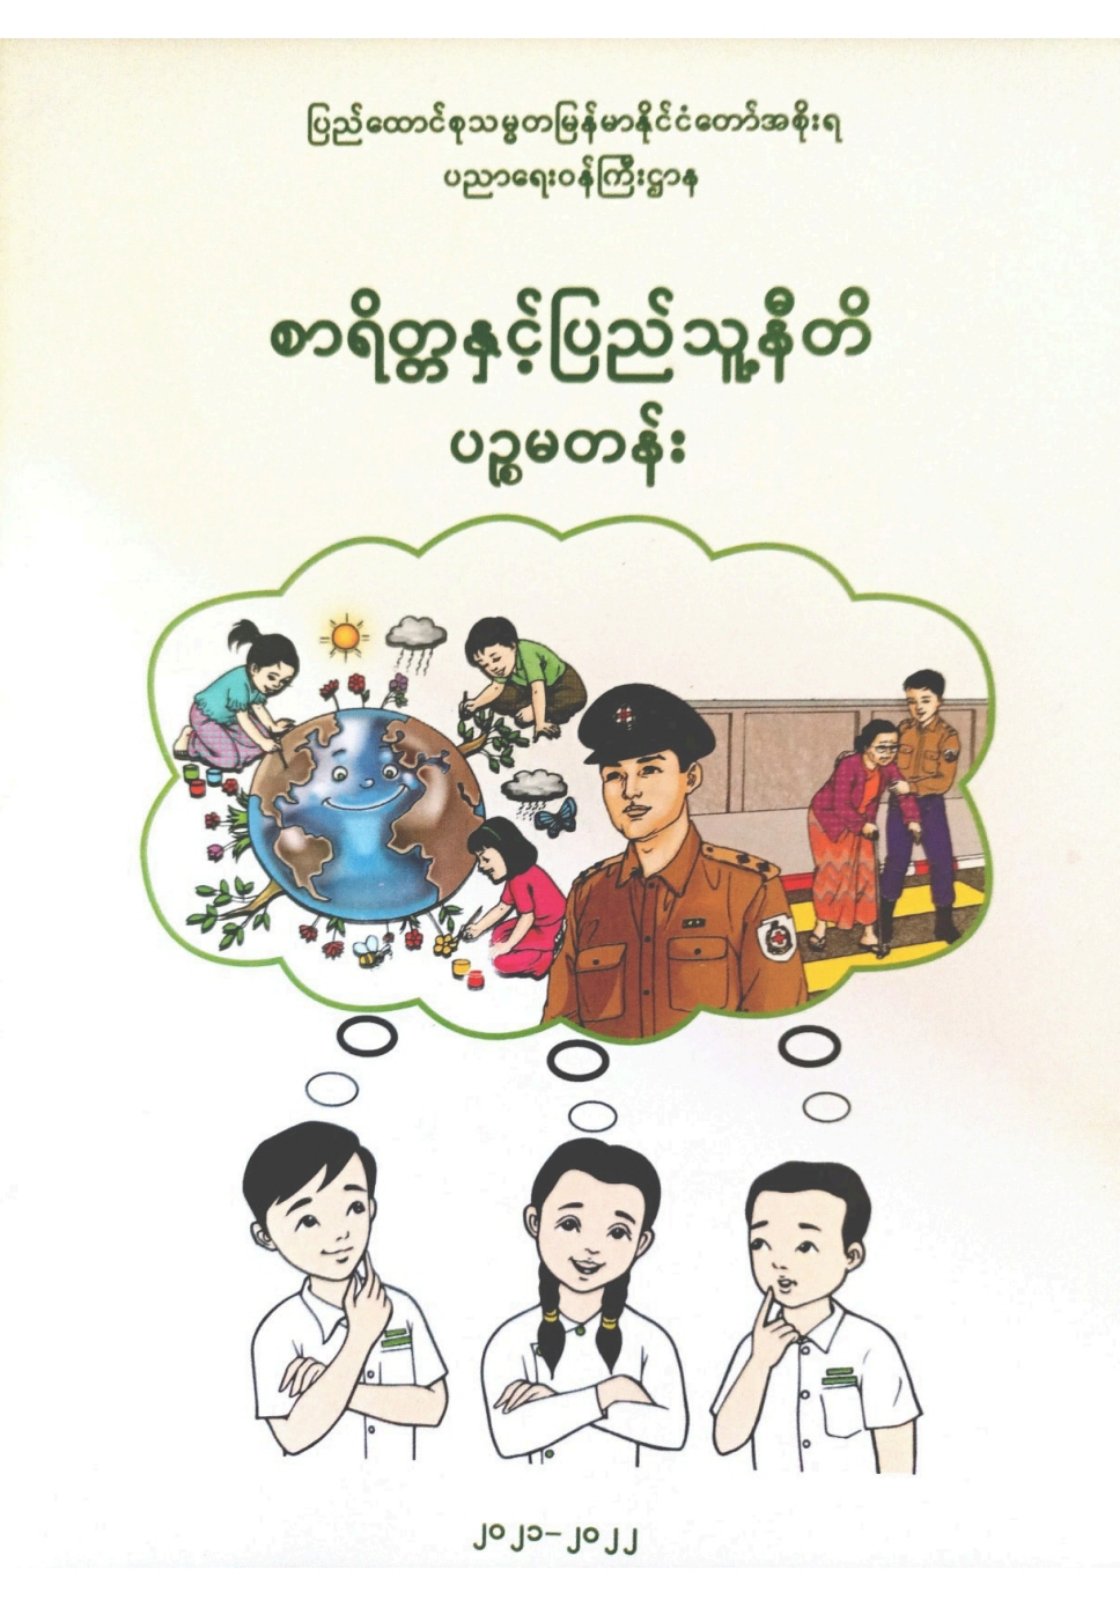 ပြည်ထောင်စုသမ္မတမြန်မာနိုင်ငံတော်အစိုးရ
ပညာရေးဝန်ကြီးဌာန
စာရိတ္တနှင့်ပြည်သူ့နီတိ
ပဉ္စမတန်း
၂၀၂၁–၂၀၂၂